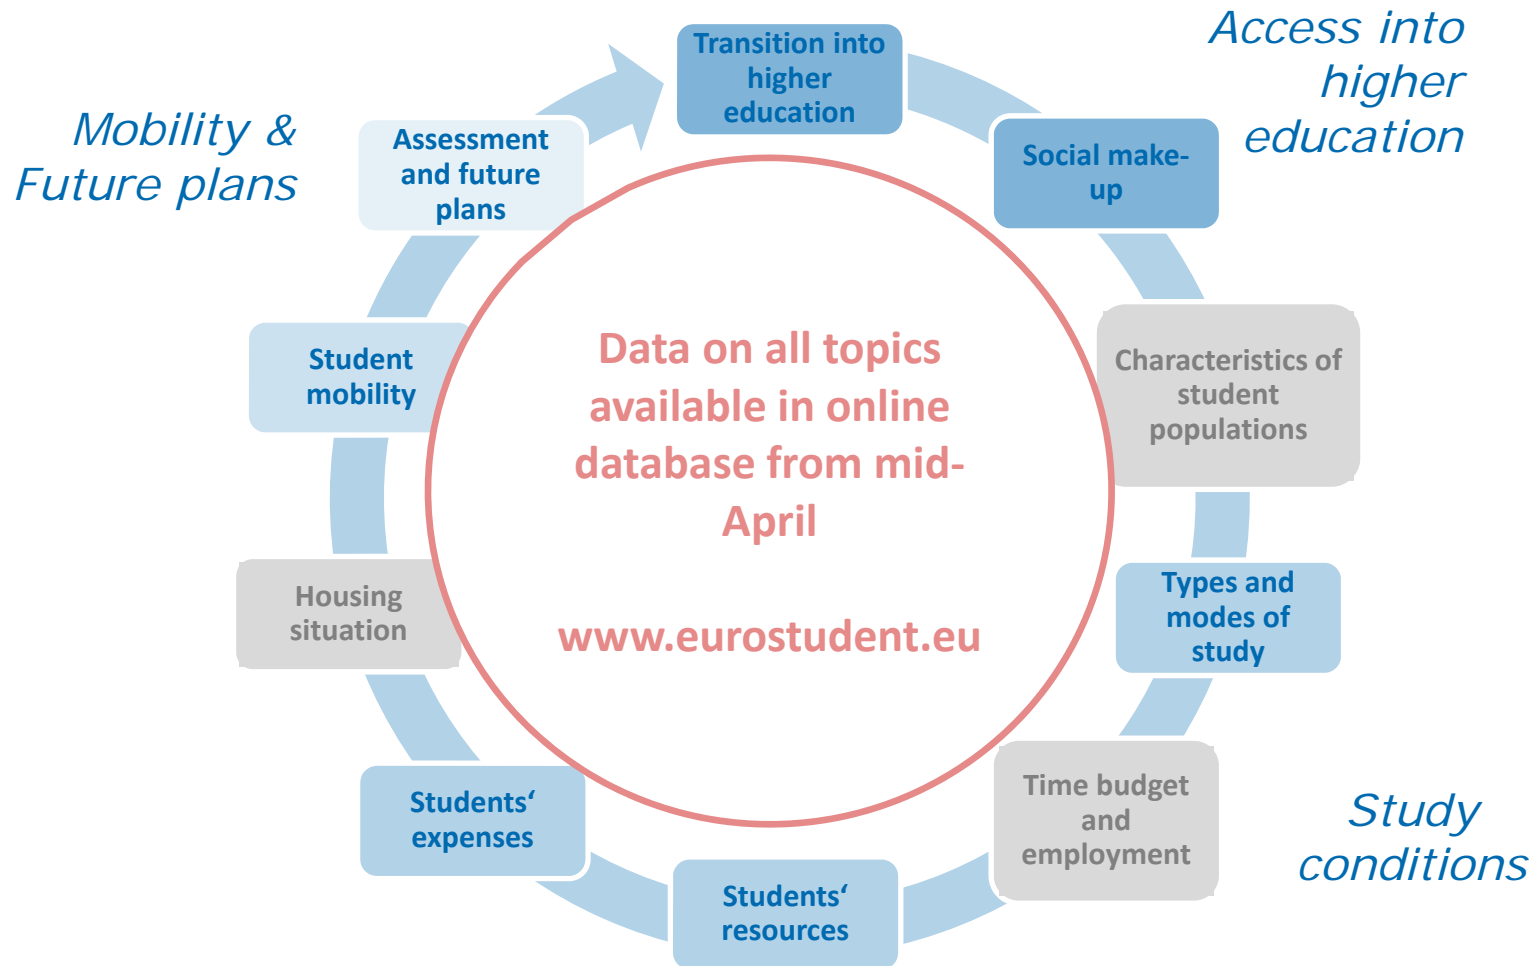 Transition into
higher
education
Access into
higher
education
Social make-
up
Characteristics of
student
populations
Types and
modes of
study
Time budget
and
employment
Study
conditions
Students‘
resources
Students‘
expenses
Housing
situation
Student
mobility
Assessment
and future
plans
Mobility &
Future plans
Data on all topics
available in online
database from mid-
April
www.eurostudent.eu